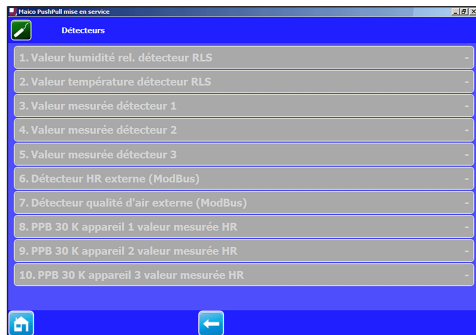 Maico PushPull mise en service
Détecteurs
1. Valeur humidité rel. détecteur RLS -
2. Valeur température détecteur RLS -
3. Valeur mesurée détecteur 1 -
4. Valeur mesurée détecteur 2 -
5. Valeur mesurée détecteur 3 -
6. Détecteur HR externe (ModBus) -
7. Détecteur qualité d'air externe (ModBus) -
8. PPB 30 K appareil 1 valeur mesurée HR -
9. PPB 30 K appareil 2 valeur mesurée HR -
10. PPB 30 K appareil 3 valeur mesurée HR -